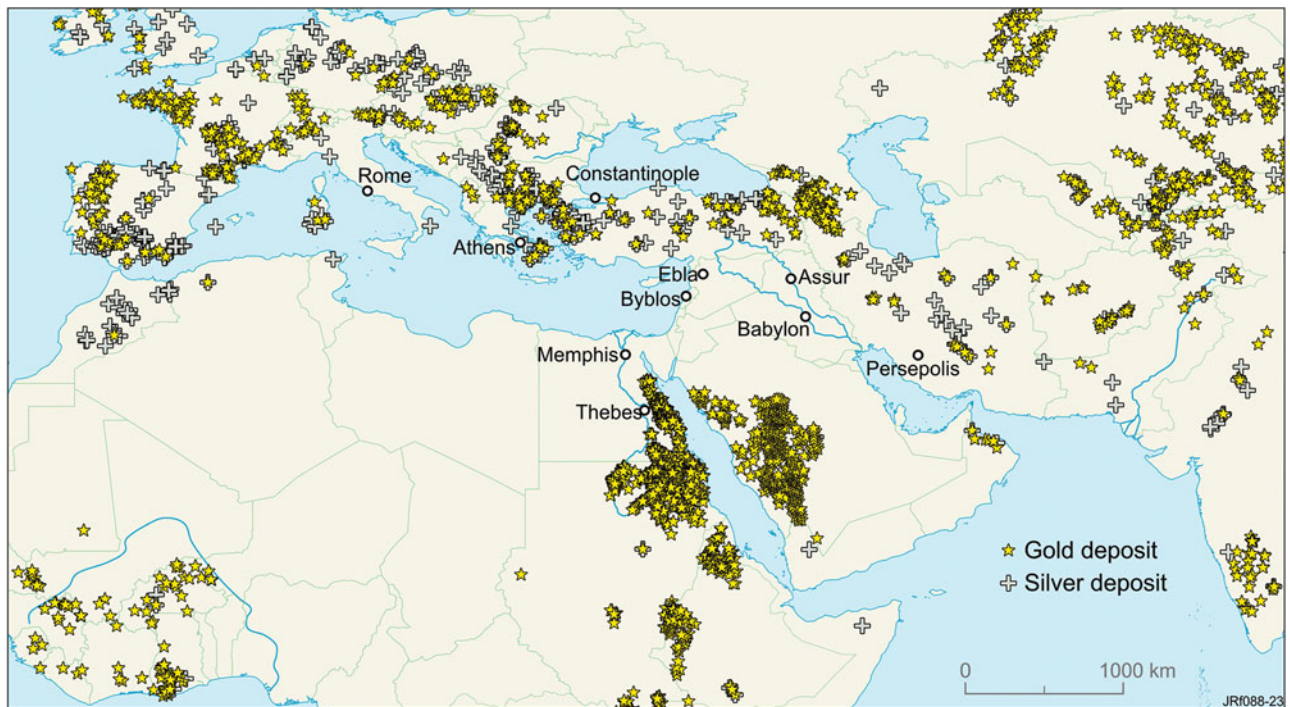 Rome
Constantinople
Athens
Ebla
Assur
Byblos
Babylon
Memphis
Persepolis
Thebes
Gold deposit
Silver deposit
0 1000 km
JRf088-23